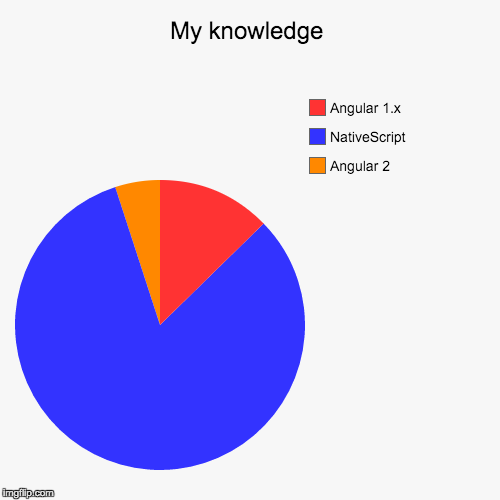 My knowledge
Angular 1.x
NativeScript
Angular 2
imgflip.com